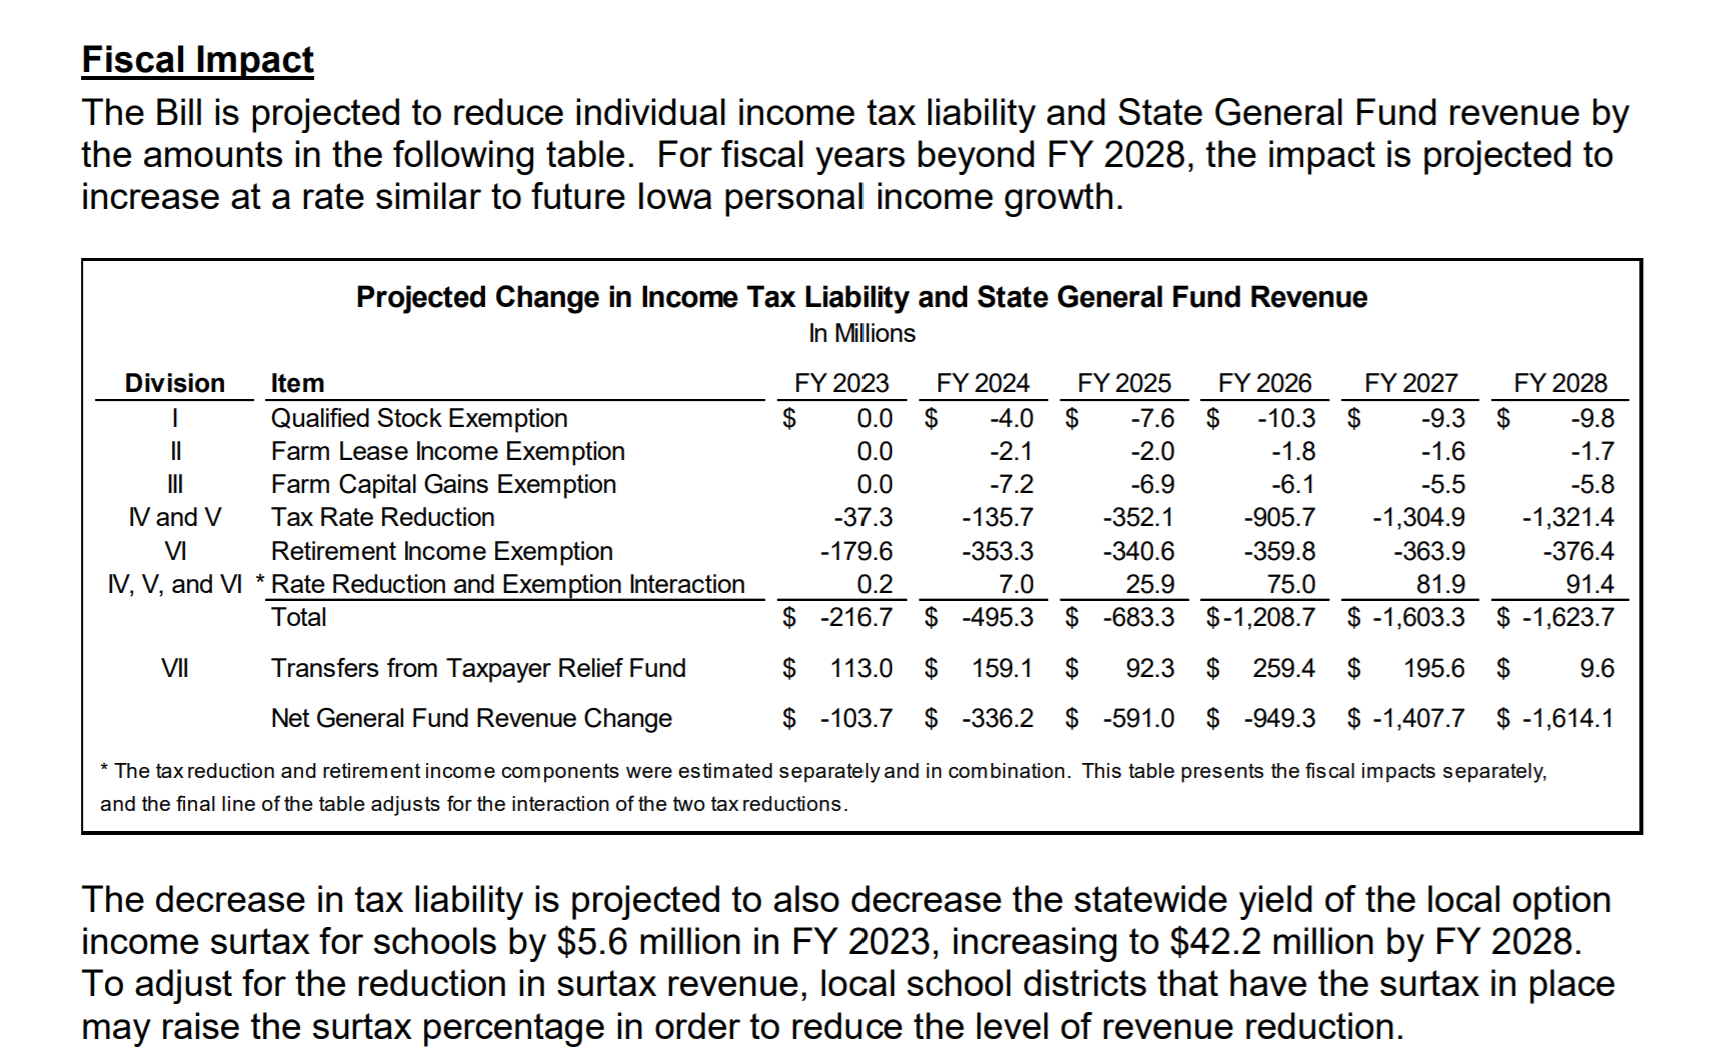 Fiscal Impact
The Bill is projected to reduce individual income tax liability and State General Fund revenue by
the amounts in the following table.  For fiscal years beyond FY 2028, the impact is projected to
increase at a rate similar to future Iowa personal income growth.
Projected Change in Income Tax Liability and State General Fund Revenue
In Millions
Division Item FY 2023 FY 2024 FY 2025 FY 2026 FY 2027 FY 2028
I Qualified Stock Exemption $ 0.0 $ -4.0 $ -7.6 $ -10.3 $ -9.3 $ -9.8
II Farm Lease Income Exemption 0.0 -2.1 -2.0 -1.8 -1.6 -1.7
III Farm Capital Gains Exemption 0.0 -7.2 -6.9 -6.1 -5.5 -5.8
IV and V Tax Rate Reduction -37.3 -135.7 -352.1 -905.7 -1,304.9 -1,321.4
VI Retirement Income Exemption -179.6 -353.3 -340.6 -359.8 -363.9 -376.4
IV, V, and VI * Rate Reduction and Exemption Interaction 0.2 7.0 25.9 75.0 81.9 91.4
Total $ -216.7 $ -495.3 $ -683.3 $ -1,208.7 $ -1,603.3 $ -1,623.7
VII Transfers from Taxpayer Relief Fund $ 113.0 $ 159.1 $ 92.3 $ 259.4 $ 195.6 $ 9.6
Net General Fund Revenue Change $ -103.7 $ -336.2 $ -591.0 $ -949.3 $ -1,407.7 $ -1,614.1
* The tax reduction and retirement income components were estimated separately and in combination.  This table presents the fiscal impacts separately,
and the final line of the table adjusts for the interaction of the two tax reductions.
The decrease in tax liability is projected to also decrease the statewide yield of the local option
income surtax for schools by $5.6 million in FY 2023, increasing to $42.2 million by FY 2028.
To adjust for the reduction in surtax revenue, local school districts that have the surtax in place
may raise the surtax percentage in order to reduce the level of revenue reduction.